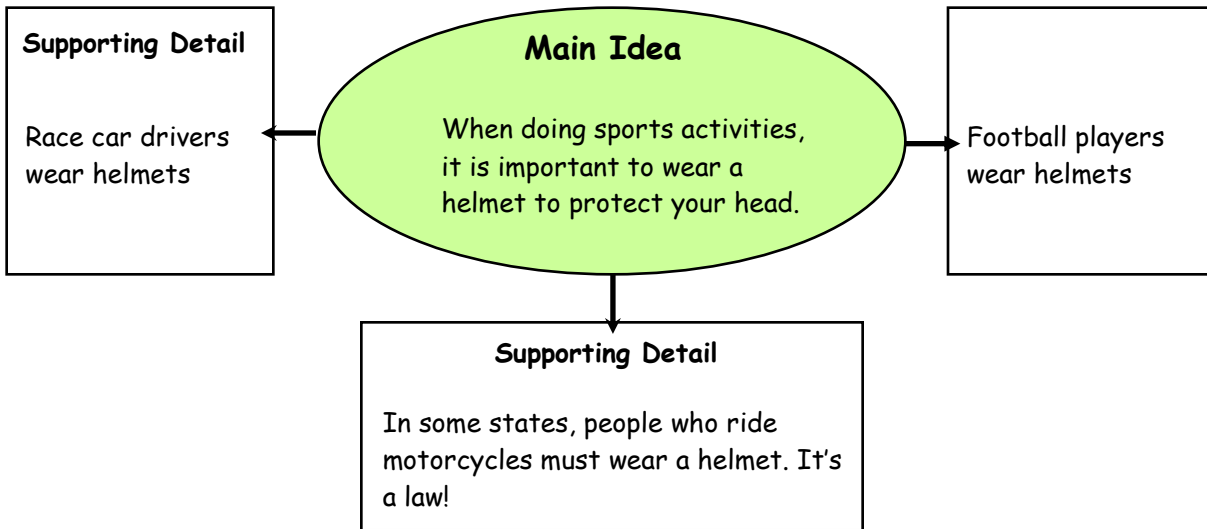 Supporting Detail
Race car drivers
wear helmets
Main Idea
When doing sports activities,
it is important to wear a
helmet to protect your head.
Football players
wear helmets
Supporting Detail
In some states, people who ride
motorcycles must wear a helmet. It's
a law!